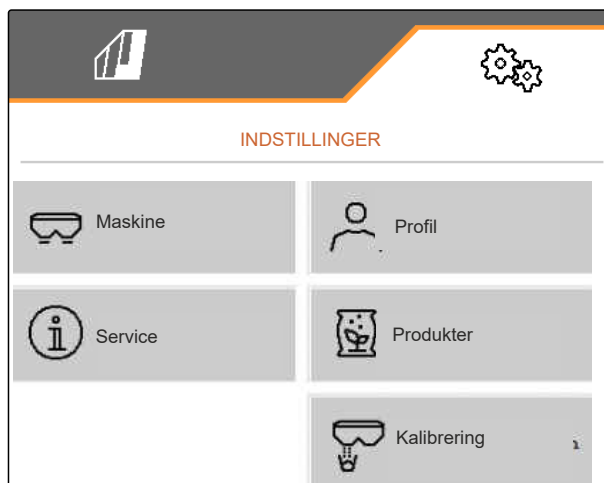 INDSTILLINGER
Maskine
Profil
Service
Produkter
Kalibrering